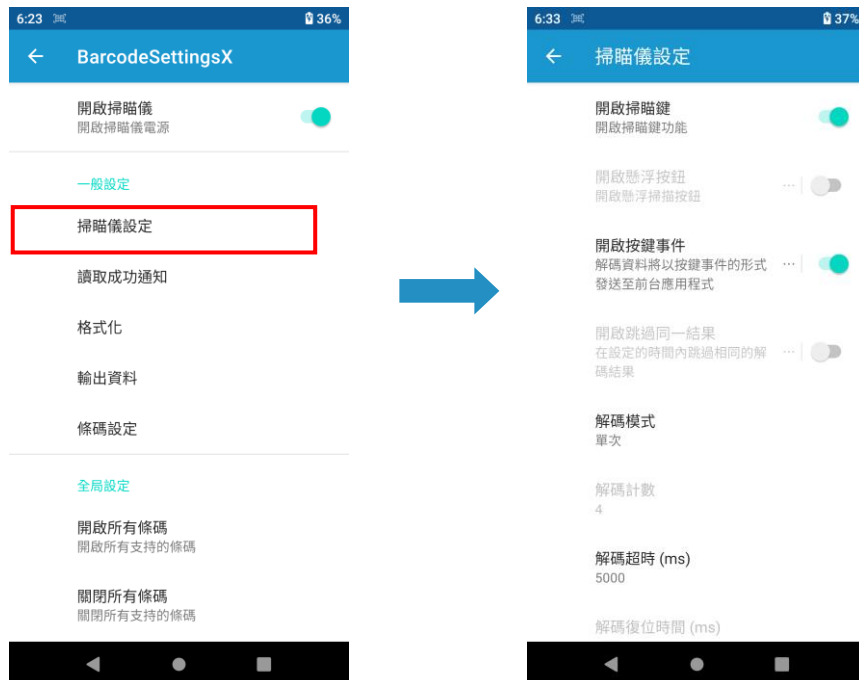 6:23
36%
BarcodeSettingsX
開啟掃瞄儀
開啟掃瞄儀電源
一般設定
掃瞄儀設定
讀取成功通知
格式化
輸出資料
條碼設定
全局設定
開啟所有條碼
開啟所有支持的條碼
關閉所有條碼
關閉所有支持的條碼
6:33
37%
掃瞄儀設定
開啟掃瞄鍵
開啟掃瞄鍵功能
開啟懸浮按鈕
開啟懸浮掃描按鈕
開啟按鍵事件
解碼資料將以按鍵事件的形式
發送至前台應用程式
開啟跳過同一結果
在設定的時間內跳過相同的解
碼結果
解碼模式
單次
解碼計數
4
解碼超時 (ms)
5000
解碼復位時間 (ms)